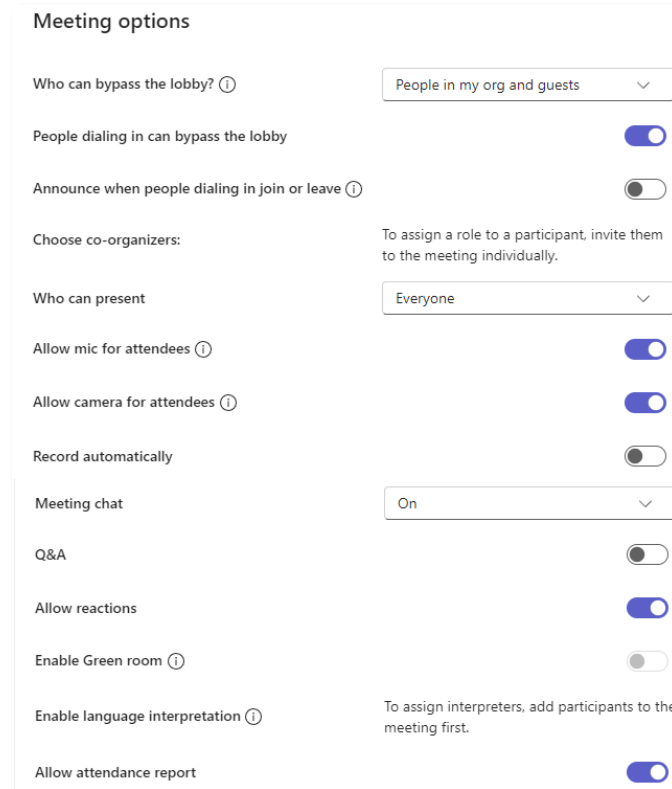 Meeting options
Who can bypass the lobby?
People in my org and guests
People dialing in can bypass the lobby
Announce when people dialing in join or leave
Choose co-organizers:
To assign a role to a participant, invite them
to the meeting individually.
Who can present
Everyone
Allow mic for attendees
Allow camera for attendees
Record automatically
Meeting chat
On
Q&A
Allow reactions
Enable Green room
Enable language interpretation
To assign interpreters, add participants to the
meeting first.
Allow attendance report